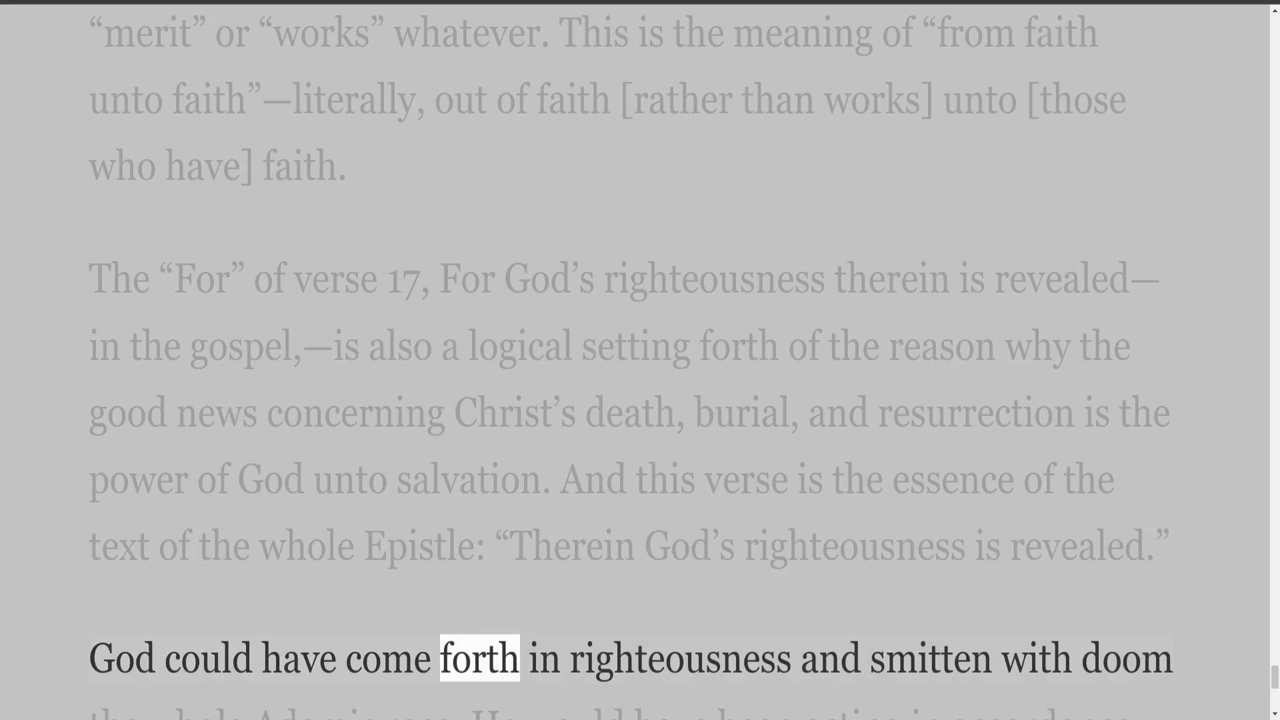 “merit” or “works” whatever. This is the meaning of “from faith
unto faith”—literally, out of faith [rather than works] unto [those
who have] faith.
The “For” of verse 17, For God’s righteousness therein is revealed—
in the gospel,—is also a logical setting forth of the reason why the
good news concerning Christ’s death, burial, and resurrection is the
power of God unto salvation. And this verse is the essence of the
text of the whole Epistle: “Therein God’s righteousness is revealed.”
God could have come forth in righteousness and smitten with doom